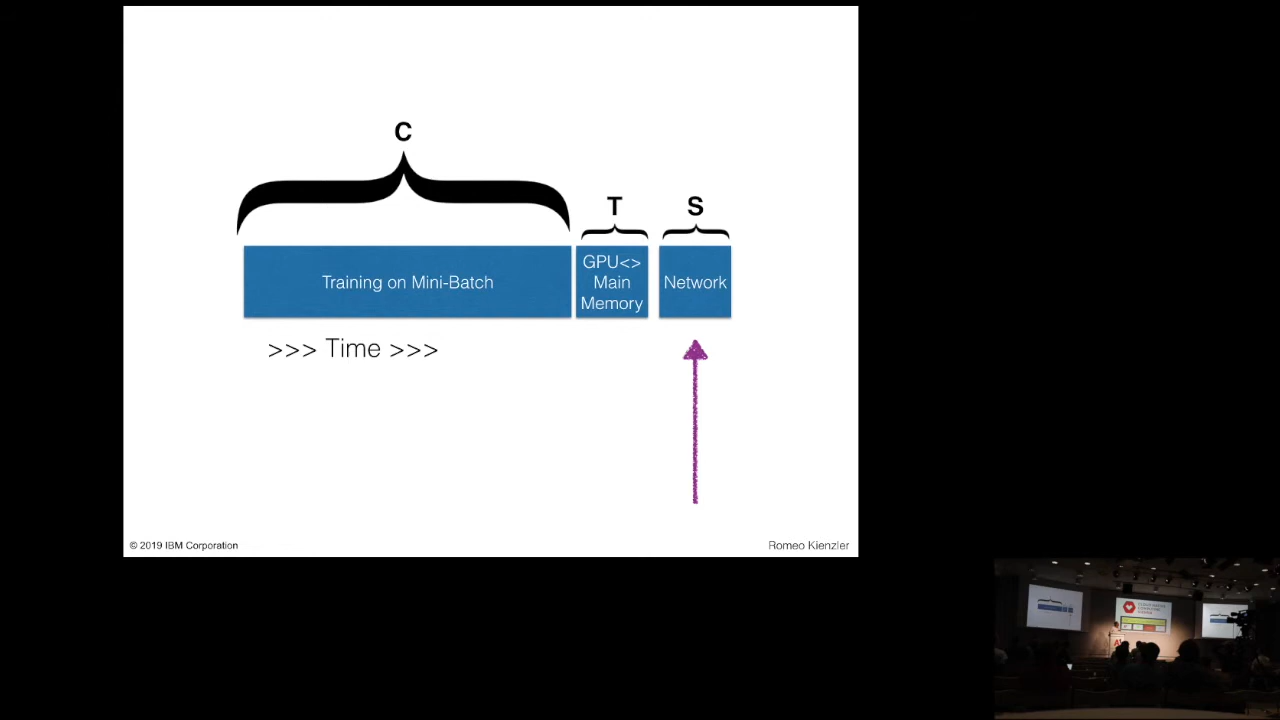 C
T
S
Training on Mini-Batch
GPU<>
Main
Memory
Network
>>> Time >>>
© 2019 IBM Corporation
Romeo Kienzler